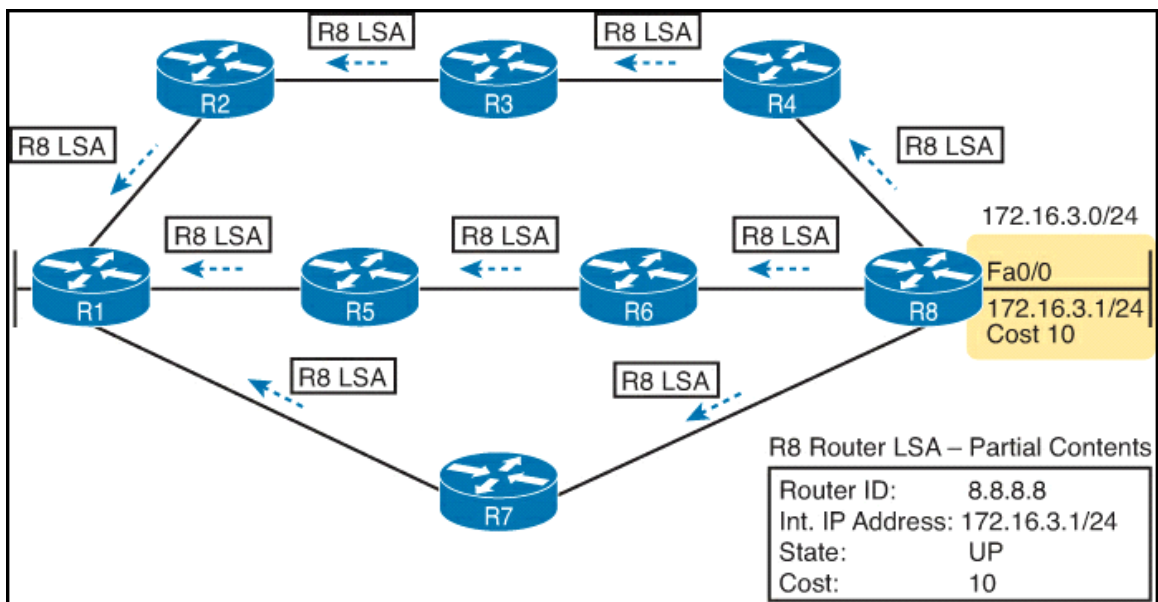 R8 LSA
R8 LSA
R2
R3
R4
R8 LSA
R8 LSA
172.16.3.0/24
R8 LSA
R8 LSA
R8 LSA
Fa0/0
R1
R5
R6
R8
172.16.3.1/24
Cost 10
R8 LSA
R8 LSA
R7
R8 Router LSA – Partial Contents
Router ID: 8.8.8.8
Int. IP Address: 172.16.3.1/24
State: UP
Cost: 10